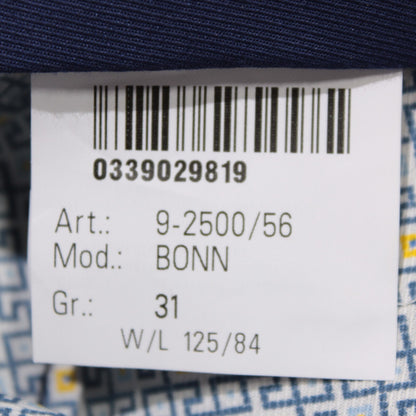 0339029819
Art.: 9-2500/56
Mod.: BONN
Gr.: 31
W/L 125/84